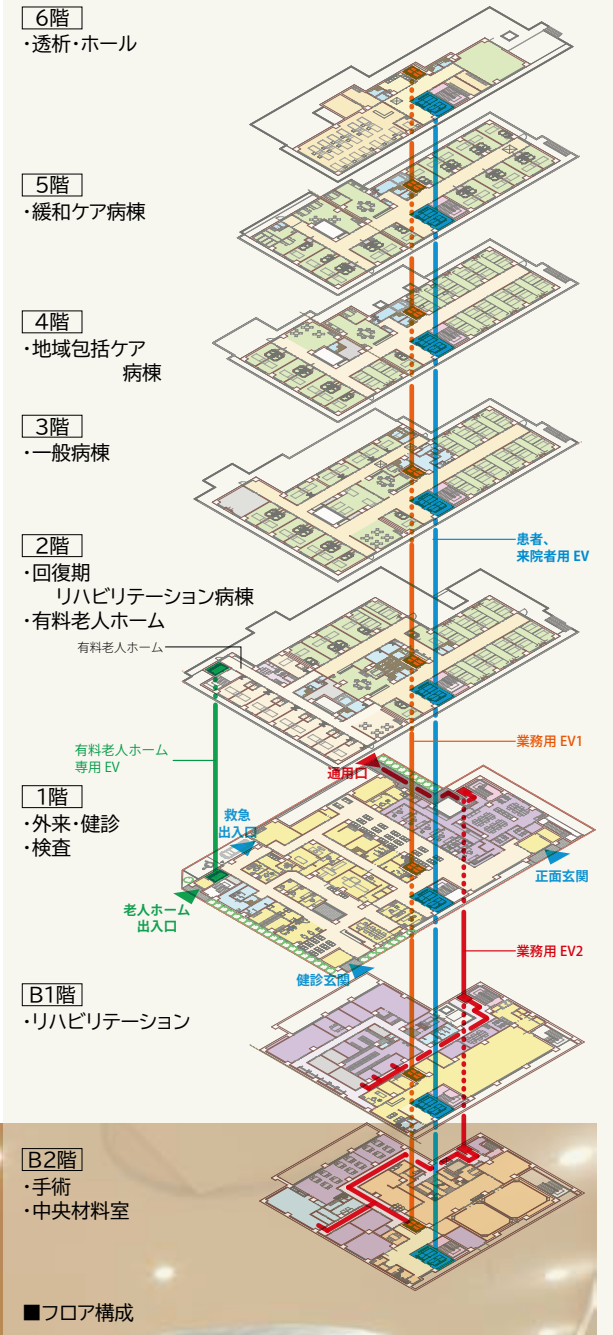 6階
・透析・ホール
5階
・緩和ケア病棟
4階
・地域包括ケア
病棟
3階
・一般病棟
患者、
来院者用 EV
2階
・回復期
リハビリテーション病棟
・有料老人ホーム
有料老人ホーム
有料老人ホーム
専用 EV
業務用 EV1
通用口
1階
・外来・健診
・検査
救急
出入口
正面玄関
老人ホーム
出入口
業務用 EV2
健診玄関
B1階
・リハビリテーション
B2階
・手術
・中央材料室
■フロア構成